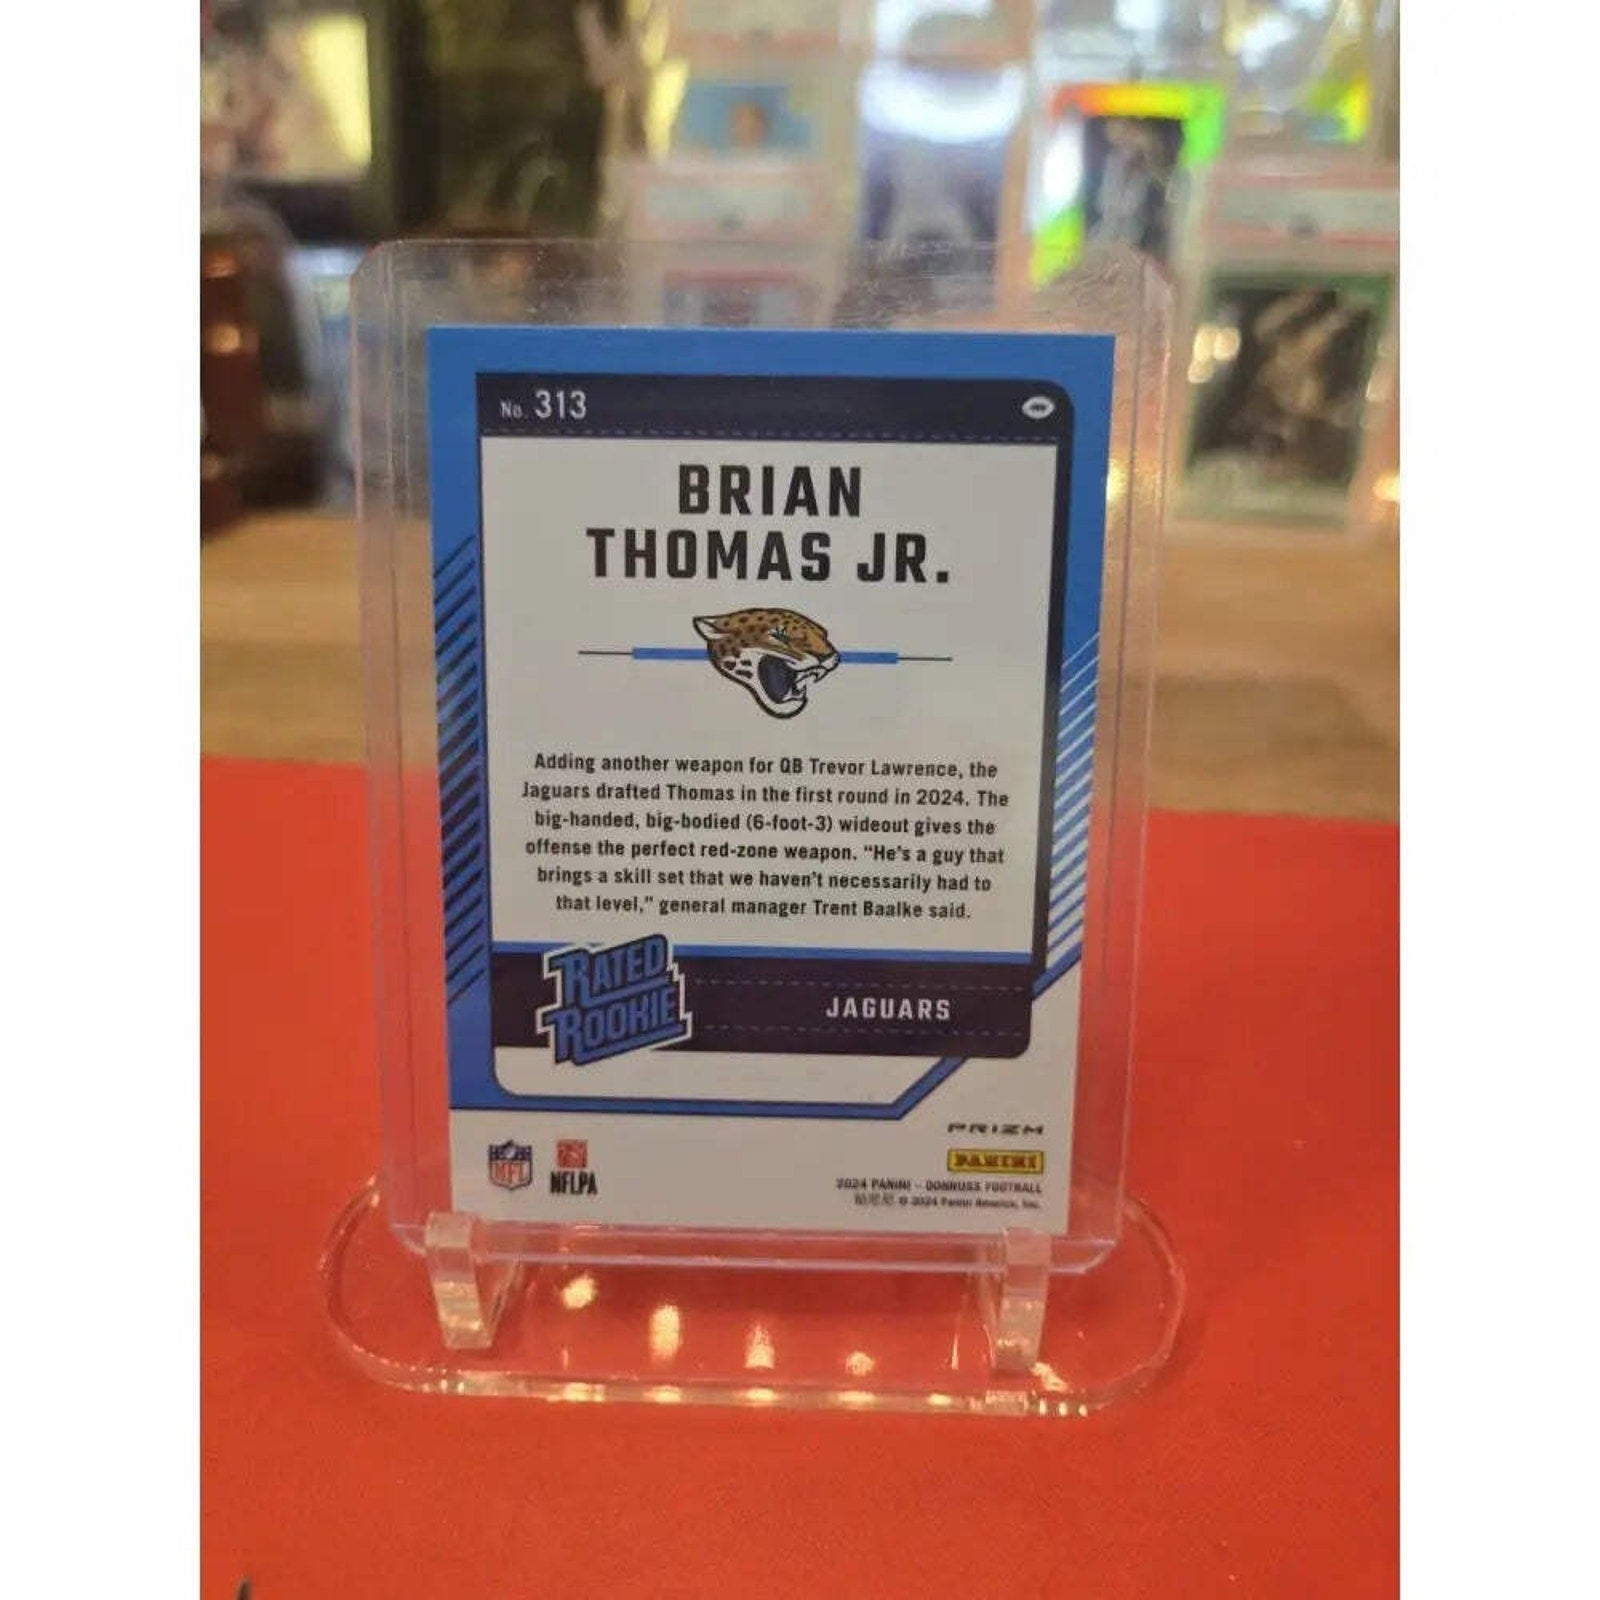 No. 313
BRIAN
THOMAS JR.
Adding another weapon for QB Trevor Lawrence, the
Jaguars drafted Thomas in the first round in 2024. The
big-handed, big-bodied (6-foot-3) wideout gives the
offense the perfect red-zone weapon. “He’s a guy that
brings a skill set that we haven’t necessarily had to
that level,” general manager Trent Baalke said.
RATED
ROOKIE
JAGUARS
PRIZM
PANINI
NFL
NFLPA
2024 PANINI – DONRUSS FOOTBALL
© 2024 Panini America, Inc.